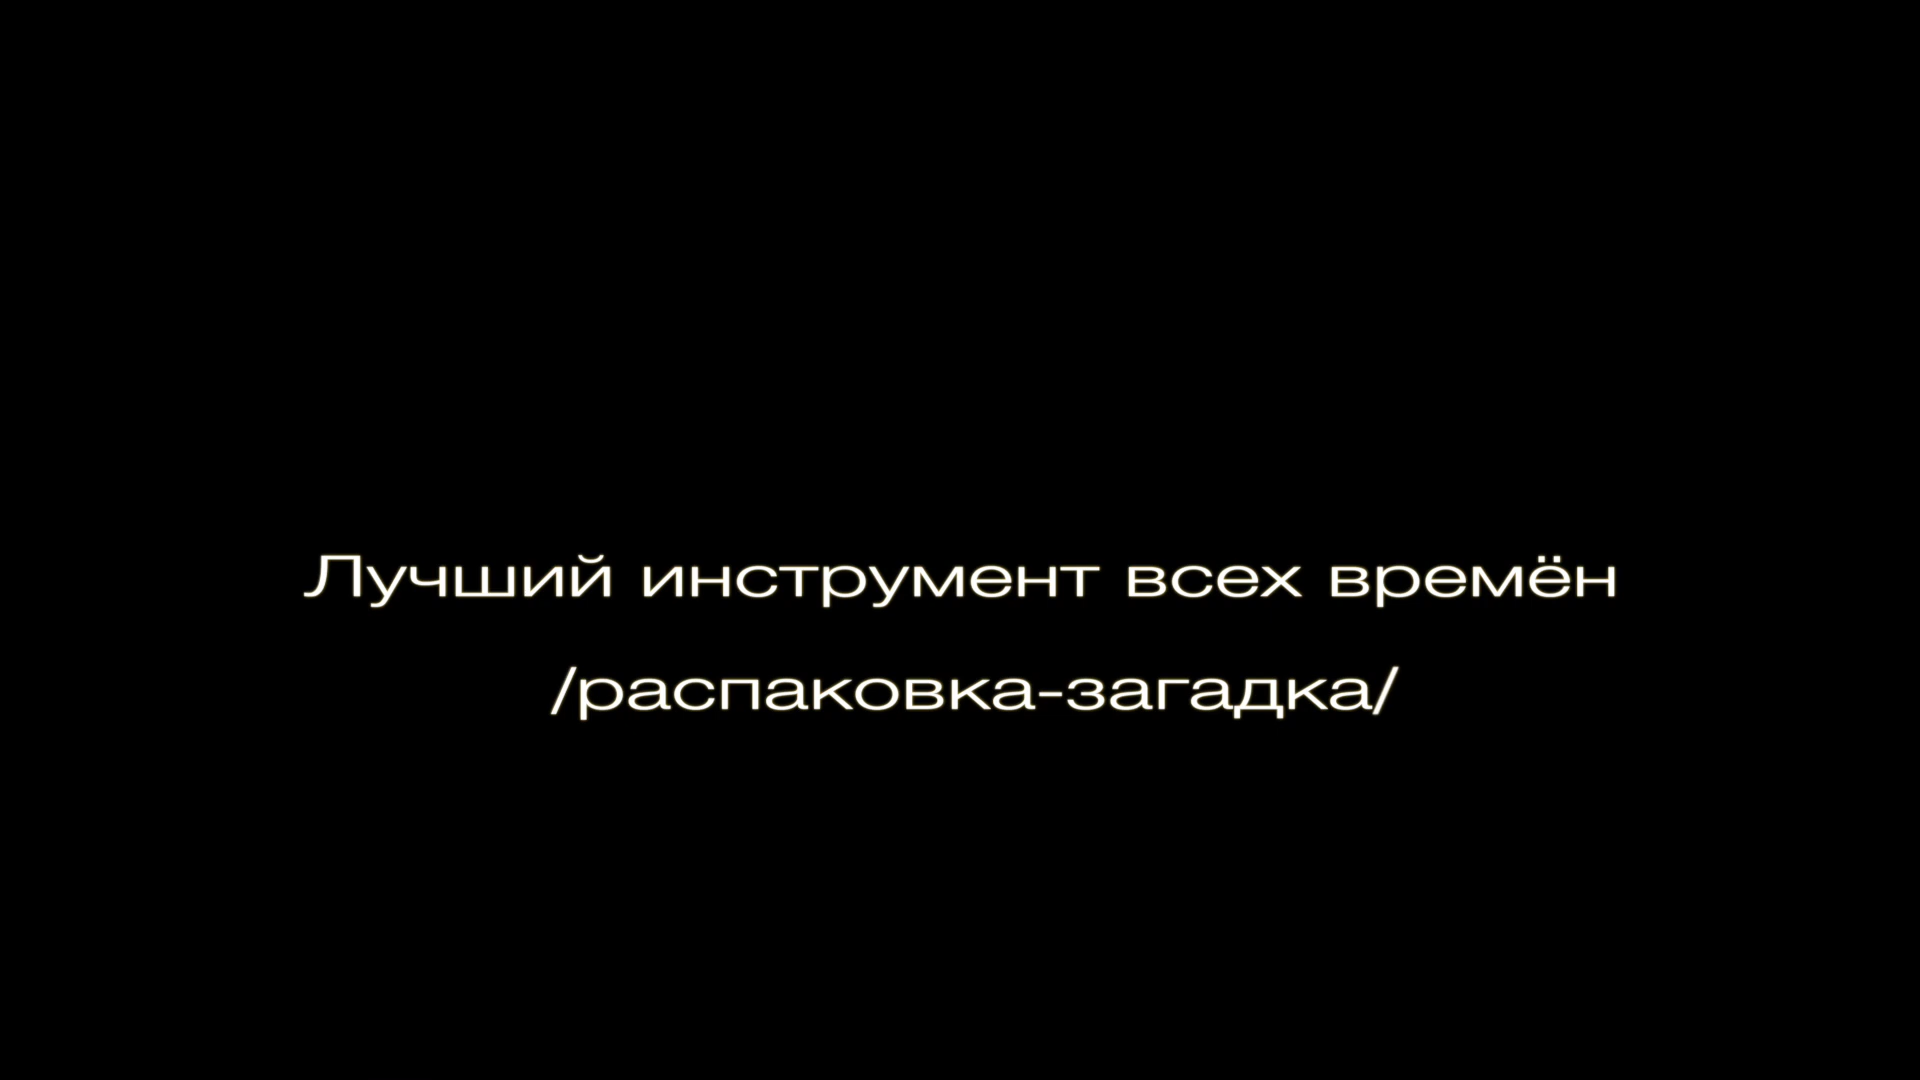 Лучший инструмент всех времён
/распаковка-загадка/